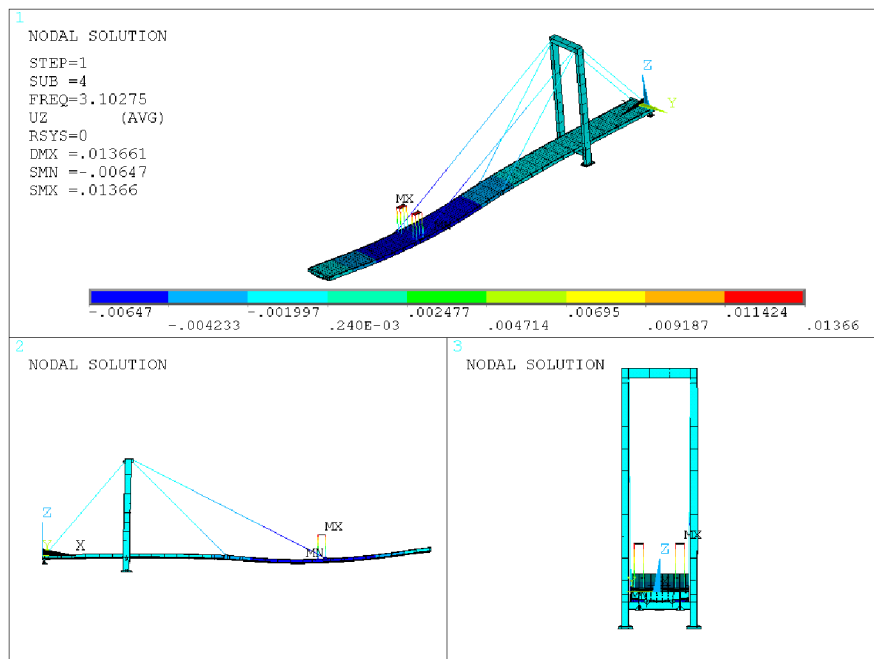 1
NODAL SOLUTION
STEP=1
SUB =4
FREQ=3.10275
UZ (AVG)
RSYS=0
DMX =.013661
SMN =-.00647
SMX =.01366
Z
Y
MX
-.00647 -.001997 .002477 .00695 .011424
-.004233 .240E-03 .004714 .009187 .01366
2
NODAL SOLUTION
Z
Y
X
MX
MN
3
NODAL SOLUTION
MX
Z